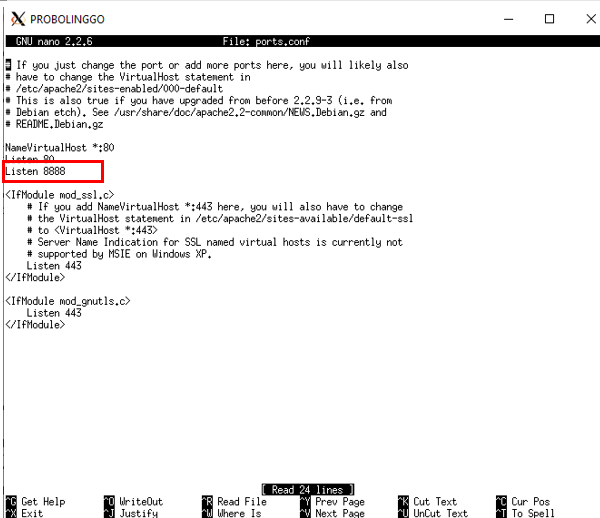 PROBOLINGGO
GNU nano 2.2.6 File: ports.conf
# If you just change the port or add more ports here, you will likely also
# have to change the VirtualHost statement in
# /etc/apache2/sites-enabled/000-default
# This is also true if you have upgraded from before 2.2.9-3 (i.e. from
# Debian etch). See /usr/share/doc/apache2.2-common/NEWS.Debian.gz and
# README.Debian.gz
NameVirtualHost *:80
Listen 80
Listen 8888
<IfModule mod_ssl.c>
# If you add NameVirtualHost *:443 here, you will also have to change
# the VirtualHost statement in /etc/apache2/sites-available/default-ssl
# to <VirtualHost *:443>
# Server Name Indication for SSL named virtual hosts is currently not
# supported by MSIE on Windows XP.
Listen 443
</IfModule>
<IfModule mod_gnutls.c>
Listen 443
</IfModule>
[ Read 24 lines ]
^G Get Help ^O WriteOut ^R Read File ^Y Prev Page ^K Cut Text ^C Cur Pos
^X Exit ^J Justify ^W Where Is ^V Next Page ^U UnCut Text ^T To Spell